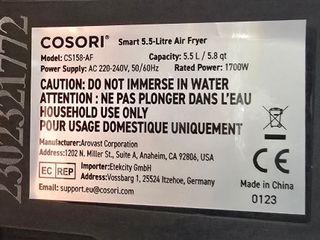 COSORI® Smart 5.5-Litre Air Fryer
Model: CS158-AF Capacity: 5.5 L / 5.8 qt
Power Supply: AC 220-240V, 50/60Hz Rated Power: 1700W
CAUTION: DO NOT IMMERSE IN WATER
ATTENTION : NE PAS PLONGER DANS L'EAU
HOUSEHOLD USE ONLY
POUR USAGE DOMESTIQUE UNIQUEMENT
Manufacturer: Arovast Corporation
Address: 1202 N. Miller St., Suite A, Anaheim, CA 92806, USA
EC REP
Importer: Etekcity GmbH
Address: Vossbarg 1, 25524 Itzehoe, Germany
Email: support.eu@cosori.com
CE
Made in China
0123
2302321772